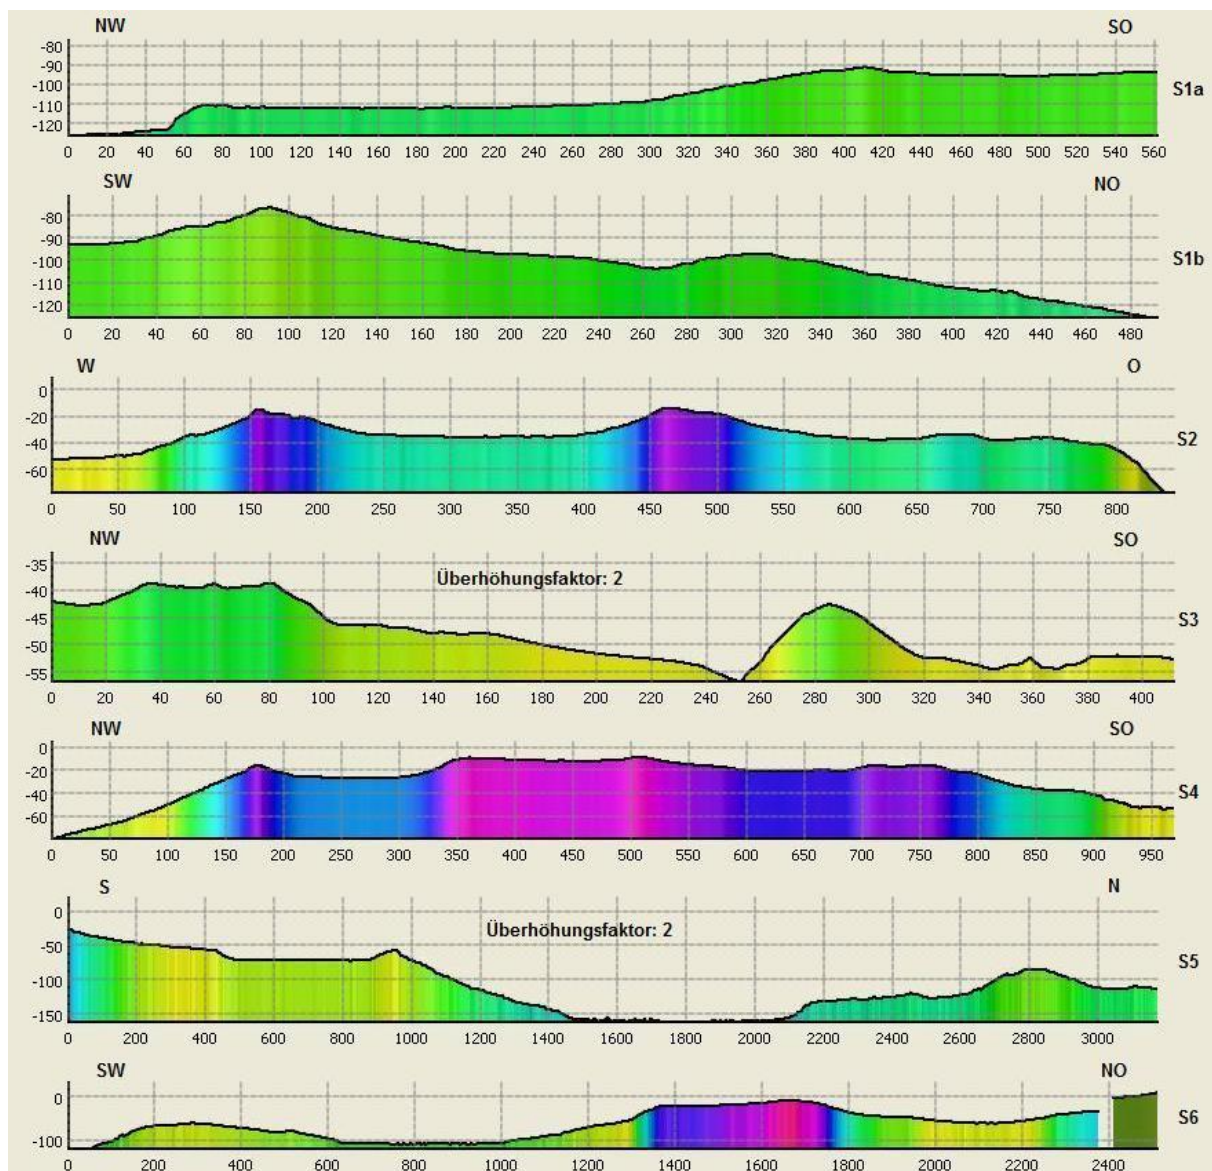 NW SO
-80
-90
-100
-110
-120
S1a
0 20 40 60 80 100 120 140 160 180 200 220 240 260 280 300 320 340 360 380 400 420 440 460 480 500 520 540 560
SW NO
-80
-90
-100
-110
-120
S1b
0 20 40 60 80 100 120 140 160 180 200 220 240 260 280 300 320 340 360 380 400 420 440 460 480
W O
0
-20
-40
-60
S2
0 50 100 150 200 250 300 350 400 450 500 550 600 650 700 750 800
NW SO
-35
Überhöhungsfaktor: 2
-40
-45
-50
-55
S3
0 20 40 60 80 100 120 140 160 180 200 220 240 260 280 300 320 340 360 380 400
NW SO
0
-20
-40
-60
S4
0 50 100 150 200 250 300 350 400 450 500 550 600 650 700 750 800 850 900 950
S N
0
Überhöhungsfaktor: 2
-50
-100
-150
S5
0 200 400 600 800 1000 1200 1400 1600 1800 2000 2200 2400 2600 2800 3000
SW NO
0
-100
S6
0 200 400 600 800 1000 1200 1400 1600 1800 2000 2200 2400